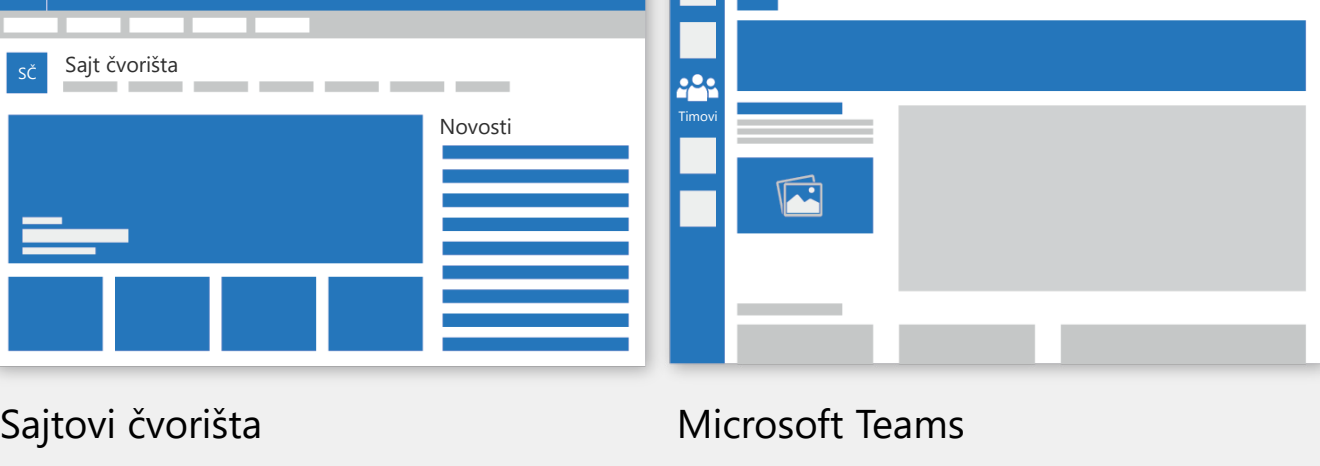 SČ
Sajt čvorišta
Novosti
Sajtovi čvorišta
Timovi
Microsoft Teams